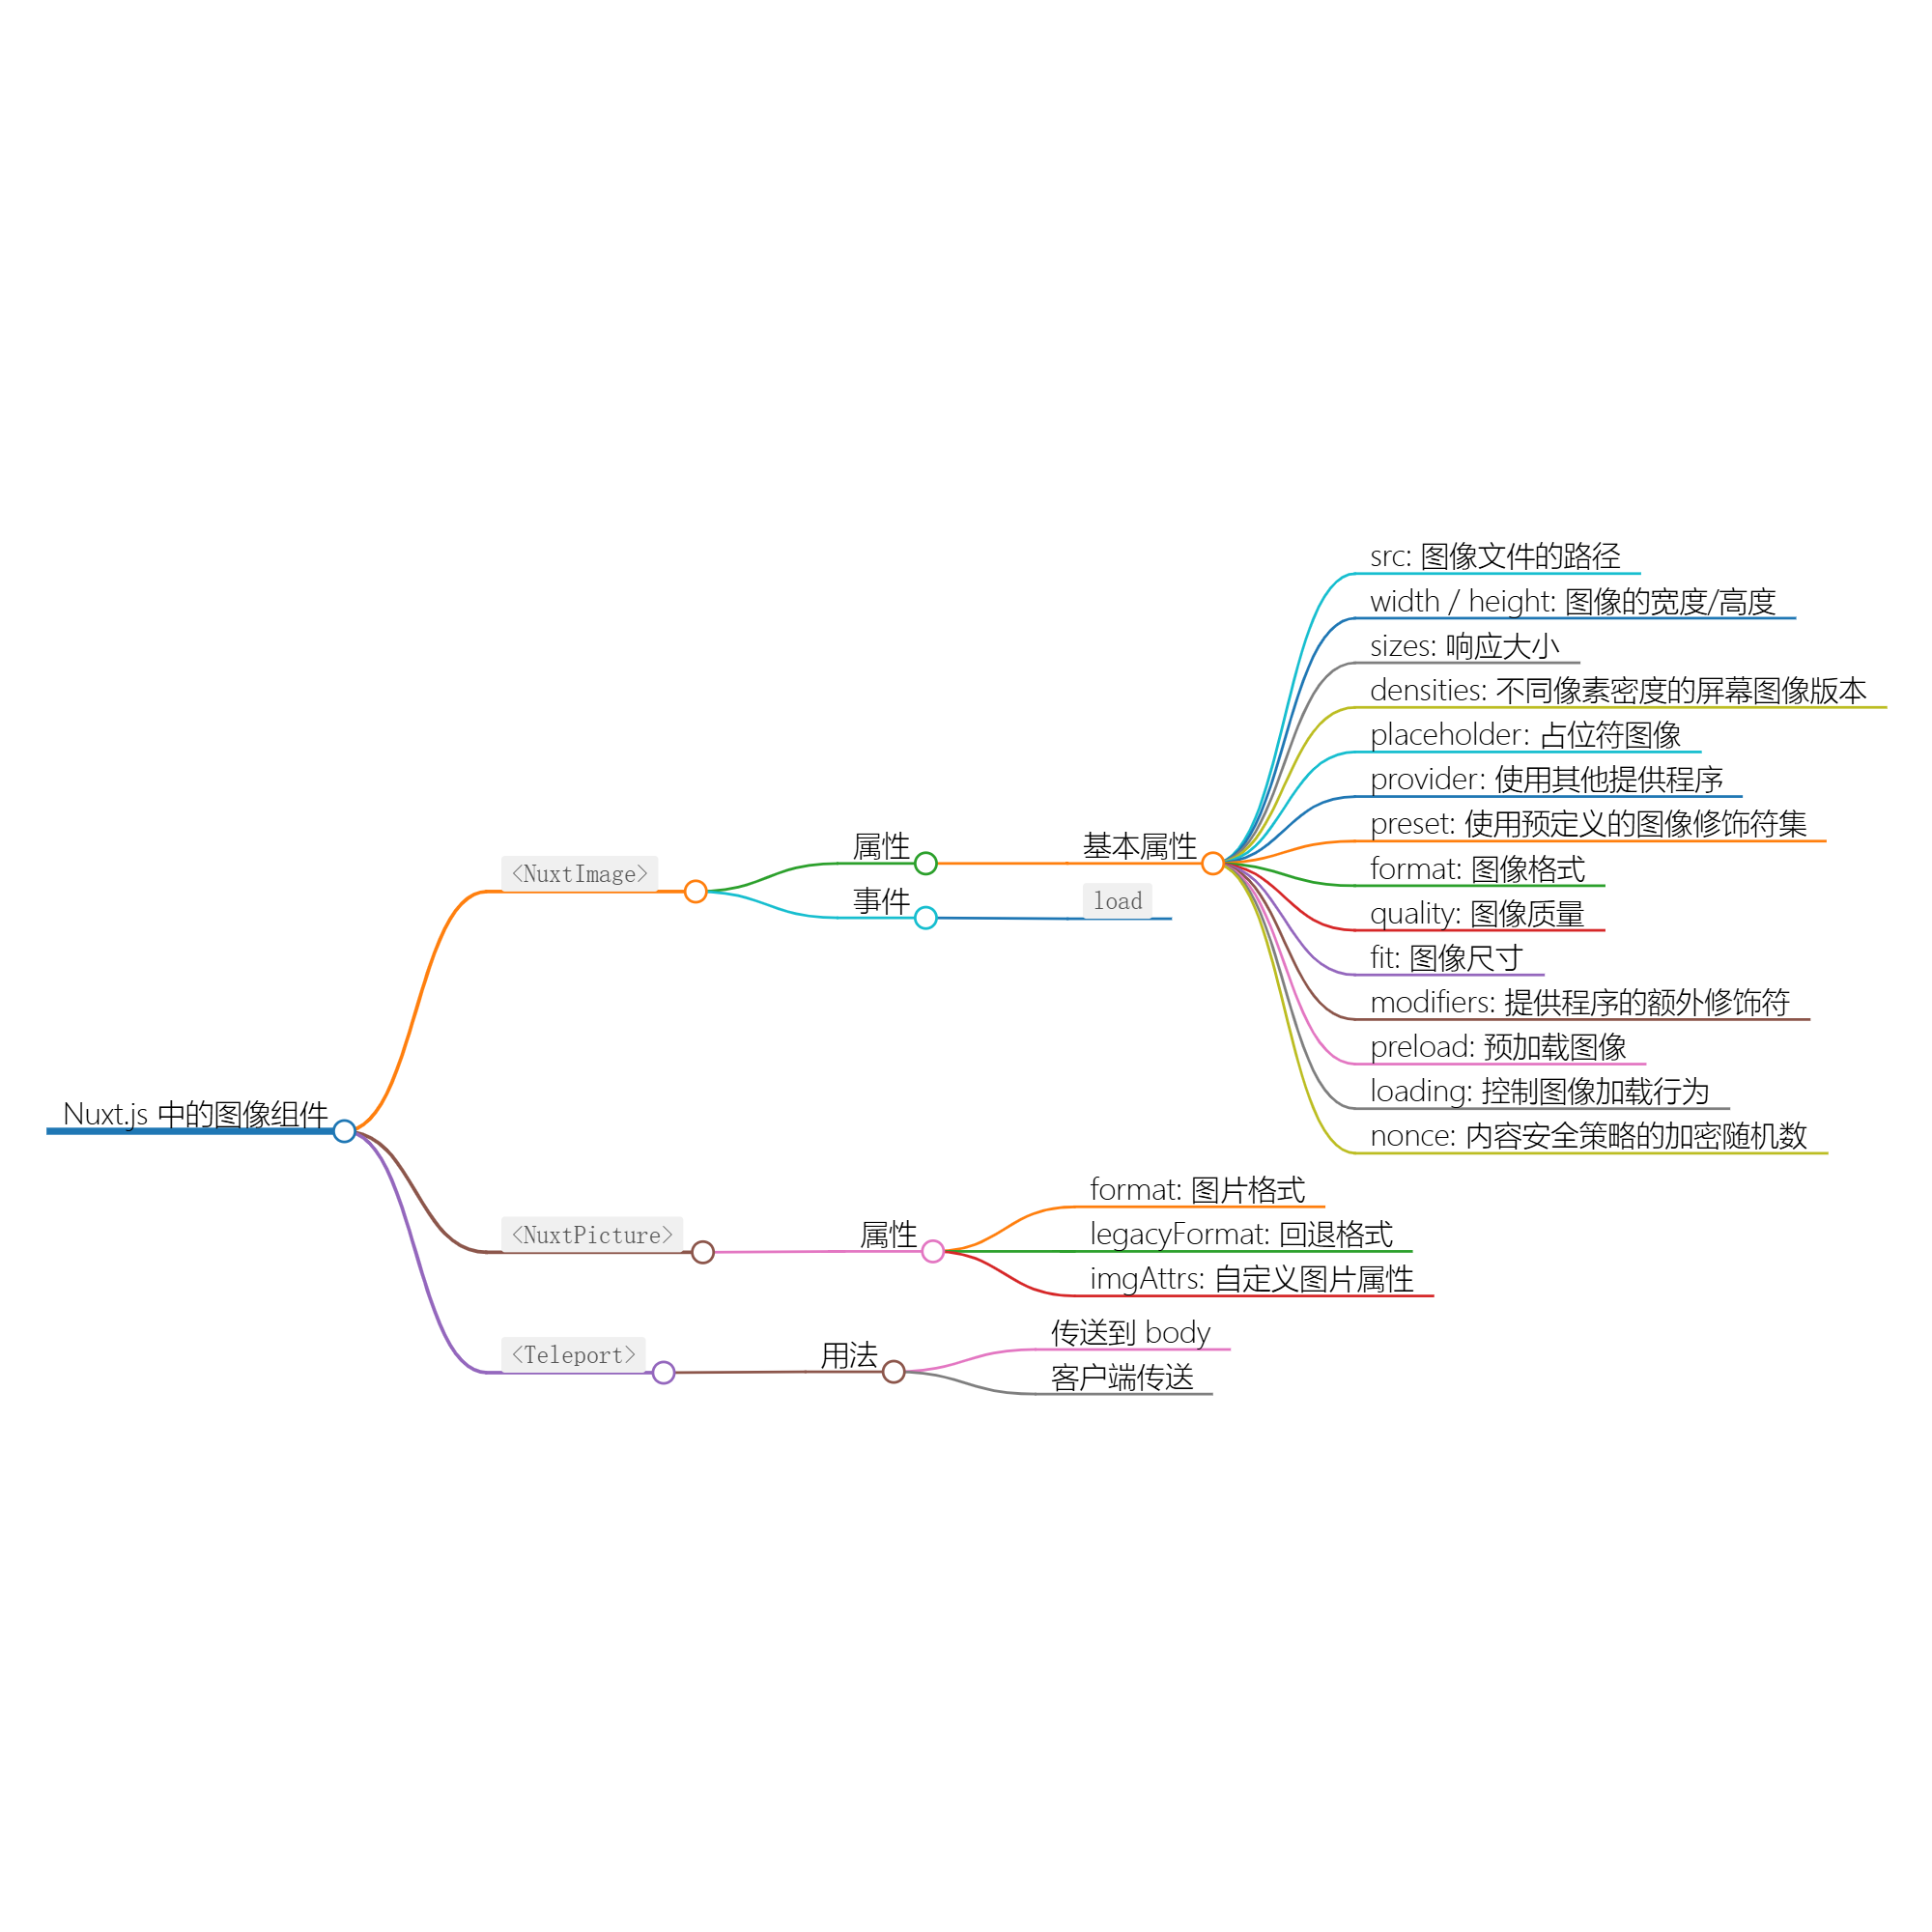 Nuxt.js 中的图像组件
<NuxtImage>
属性
基本属性
src: 图像文件的路径
width / height: 图像的宽度/高度
sizes: 响应大小
densities: 不同像素密度的屏幕图像版本
placeholder: 占位符图像
provider: 使用其他提供程序
preset: 使用预定义的图像修饰符集
format: 图像格式
quality: 图像质量
fit: 图像尺寸
modifiers: 提供程序的额外修饰符
preload: 预加载图像
loading: 控制图像加载行为
nonce: 内容安全策略的加密随机数
事件
load
<NuxtPicture>
属性
format: 图片格式
legacyFormat: 回退格式
imgAttrs: 自定义图片属性
<Teleport>
用法
传送到 body
客户端传送